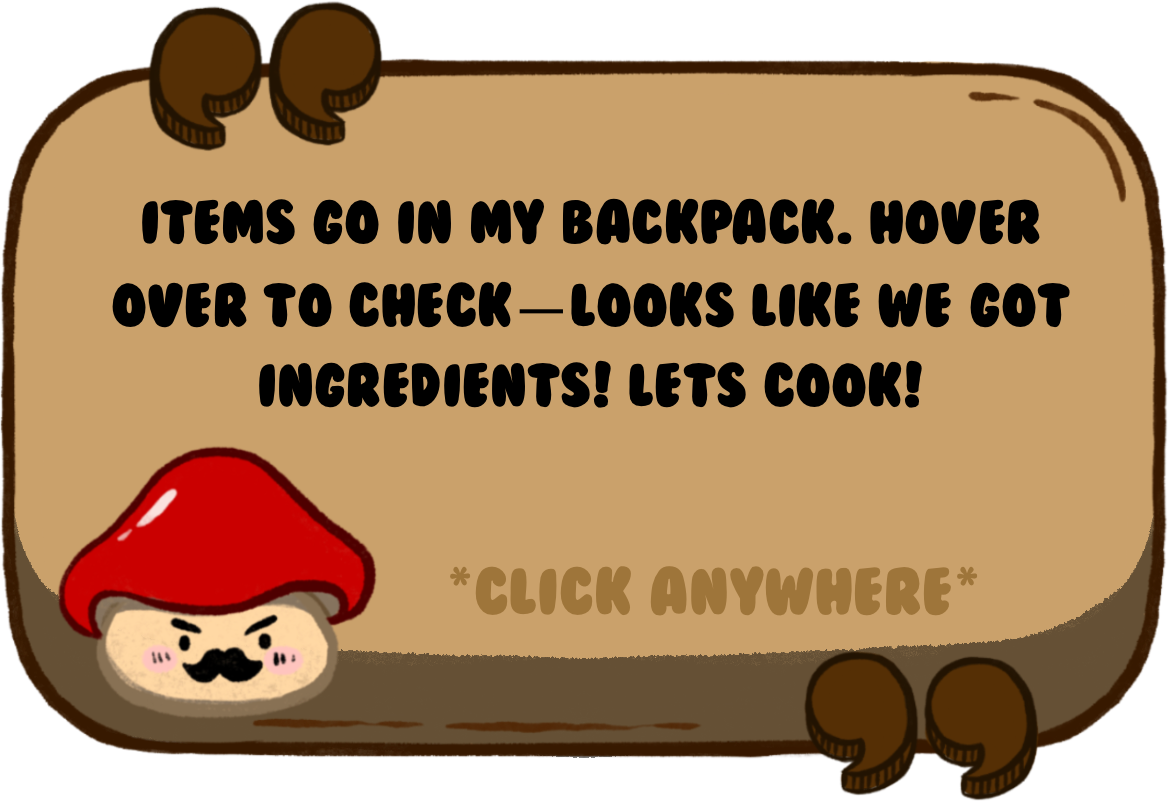 ITEMS GO IN MY BACKPACK. HOVER
OVER TO CHECK—LOOKS LIKE WE GOT
INGREDIENTS! LETS COOK!
*CLICK ANYWHERE*